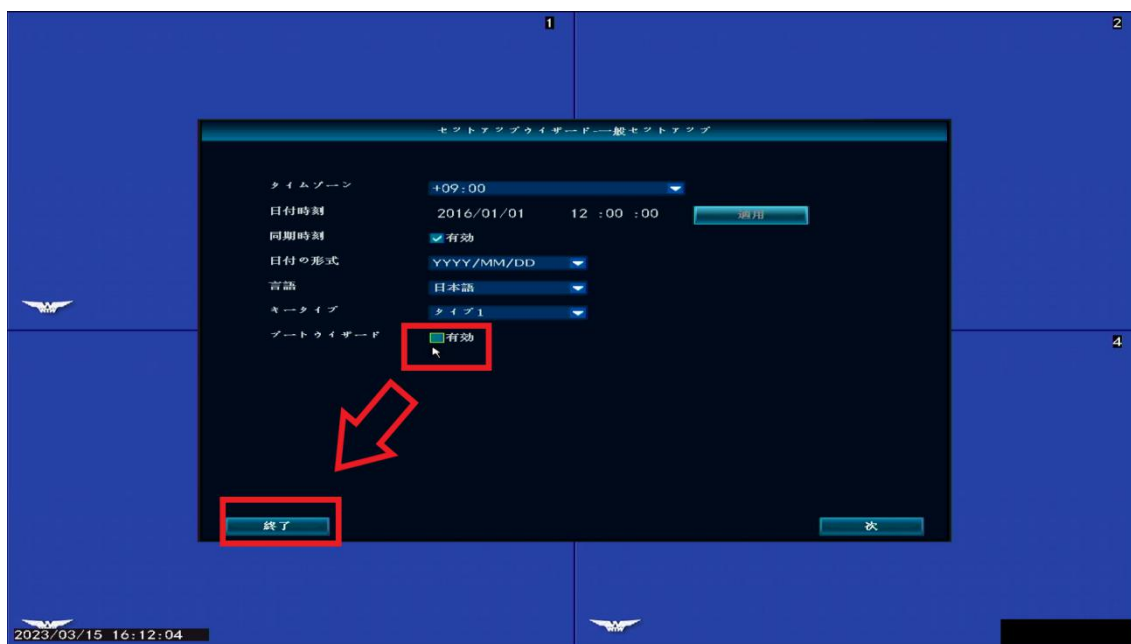 1
2
セットアップウィザード-一般セットアップ
タイムゾーン +09:00
日付時刻 2016/01/01 12 :00 :00 適用
同期時刻 有効
日付の形式 YYYY/MM/DD
言語 日本語
キータイプ タイプ1
ブートウィザード 有効
4
終了 次
2023/03/15 16:12:04